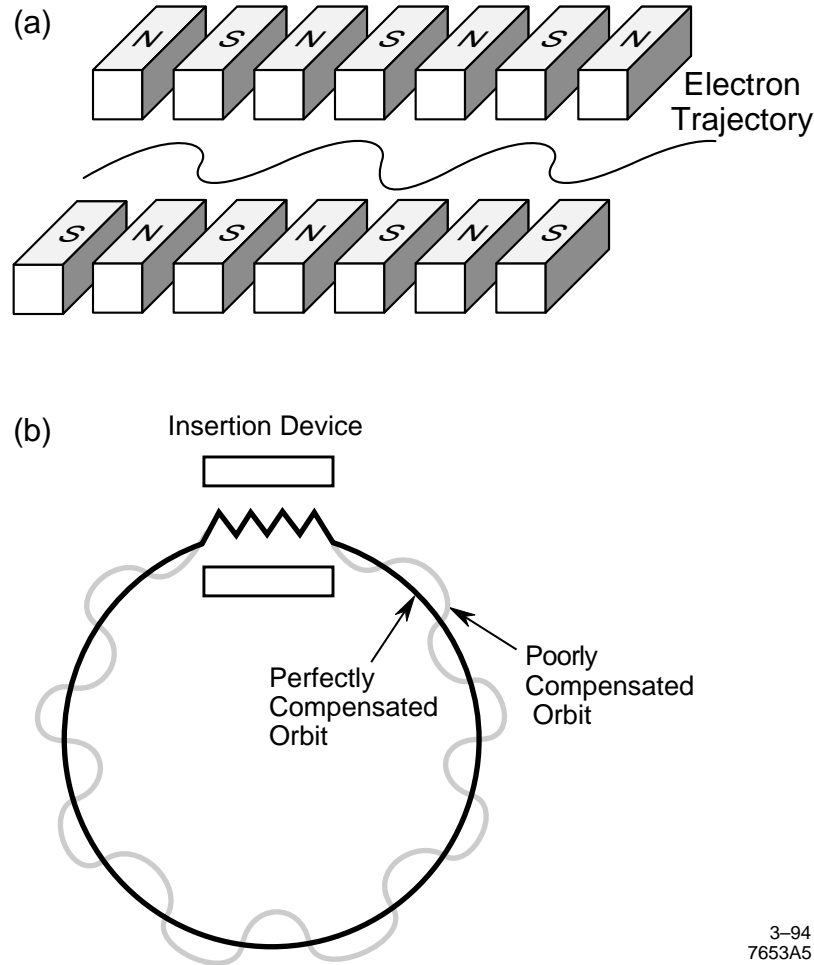 (a)
N S N S N S N
Electron
Trajectory
S N S N S N S
(b)
Insertion Device
Perfectly
Compensated
Orbit
Poorly
Compensated
Orbit
3–94
7653A5